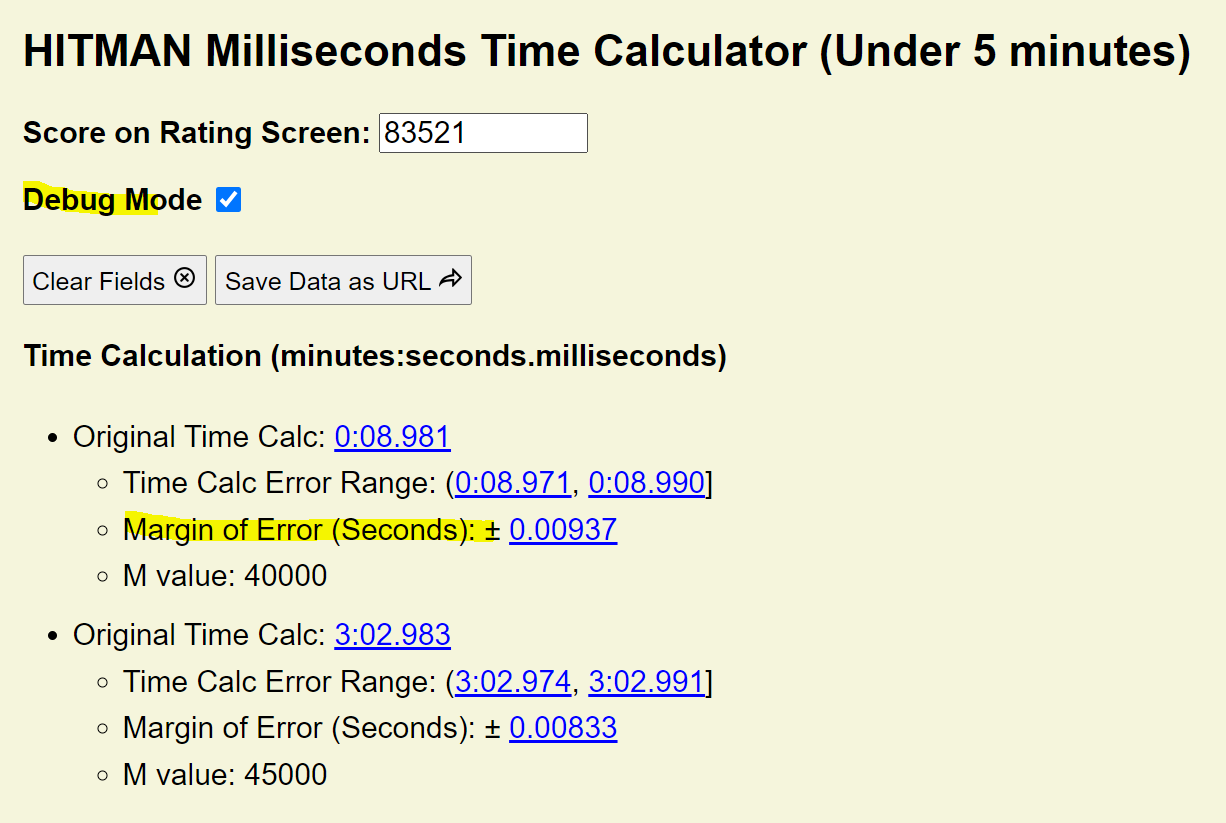 HITMAN Milliseconds Time Calculator (Under 5 minutes)
Score on Rating Screen: 83521
Debug Mode
Clear Fields Save Data as URL
Time Calculation (minutes:seconds.milliseconds)
Original Time Calc: 0:08.981
Time Calc Error Range: (0:08.971, 0:08.990]
Margin of Error (Seconds): ± 0.00937
M value: 40000
Original Time Calc: 3:02.983
Time Calc Error Range: (3:02.974, 3:02.991]
Margin of Error (Seconds): ± 0.00833
M value: 45000